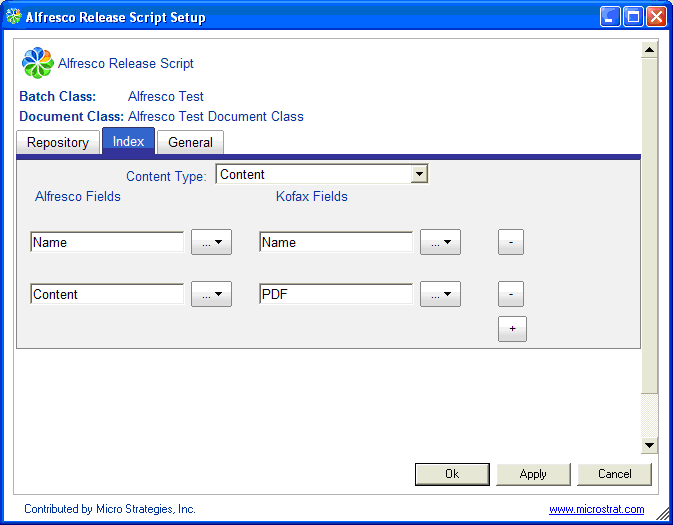 Alfresco Release Script Setup
Alfresco Release Script
Batch Class: Alfresco Test
Document Class: Alfresco Test Document Class
Repository Index General
Content Type: Content
Alfresco Fields Kofax Fields
Name ... Name ... -
Content ... PDF ... -
+
Ok Apply Cancel
Contributed by Micro Strategies, Inc. www.microstrat.com